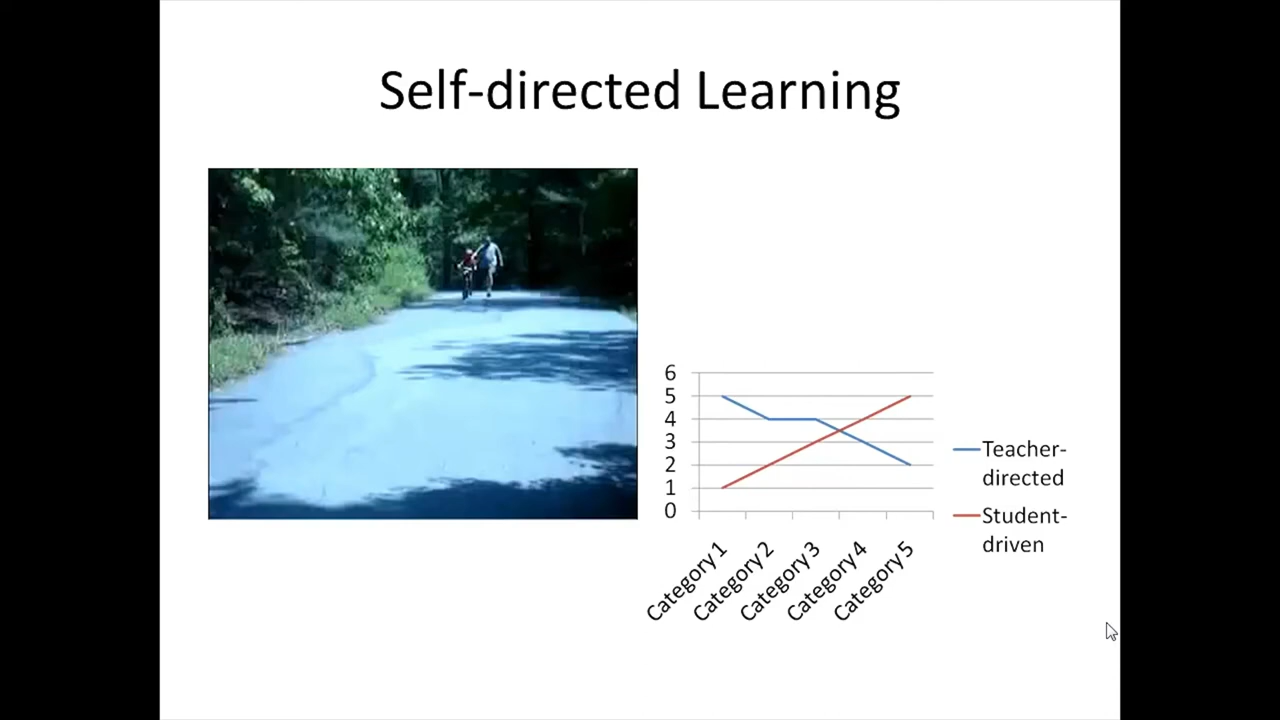 Self-directed Learning
6
5
4
3
2
1
0
Category 1
Category 2
Category 3
Category 4
Category 5
Teacher-
directed
Student-
driven